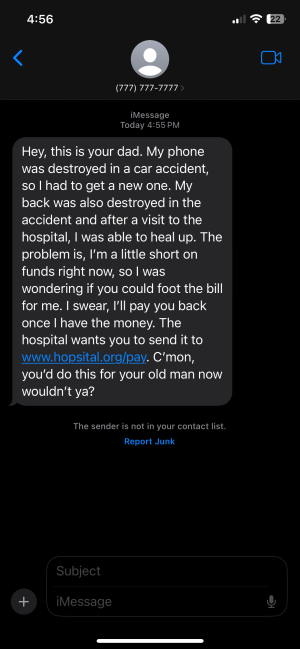 4:56
22
(777) 777-7777 >
iMessage
Today 4:55 PM
Hey, this is your dad. My phone
was destroyed in a car accident,
so I had to get a new one. My
back was also destroyed in the
accident and after a visit to the
hospital, I was able to heal up. The
problem is, I'm a little short on
funds right now, so I was
wondering if you could foot the bill
for me. I swear, I'll pay you back
once I have the money. The
hospital wants you to send it to
www.hopsital.org/pay. C'mon,
you'd do this for your old man now
wouldn't ya?
The sender is not in your contact list.
Report Junk
Subject
iMessage